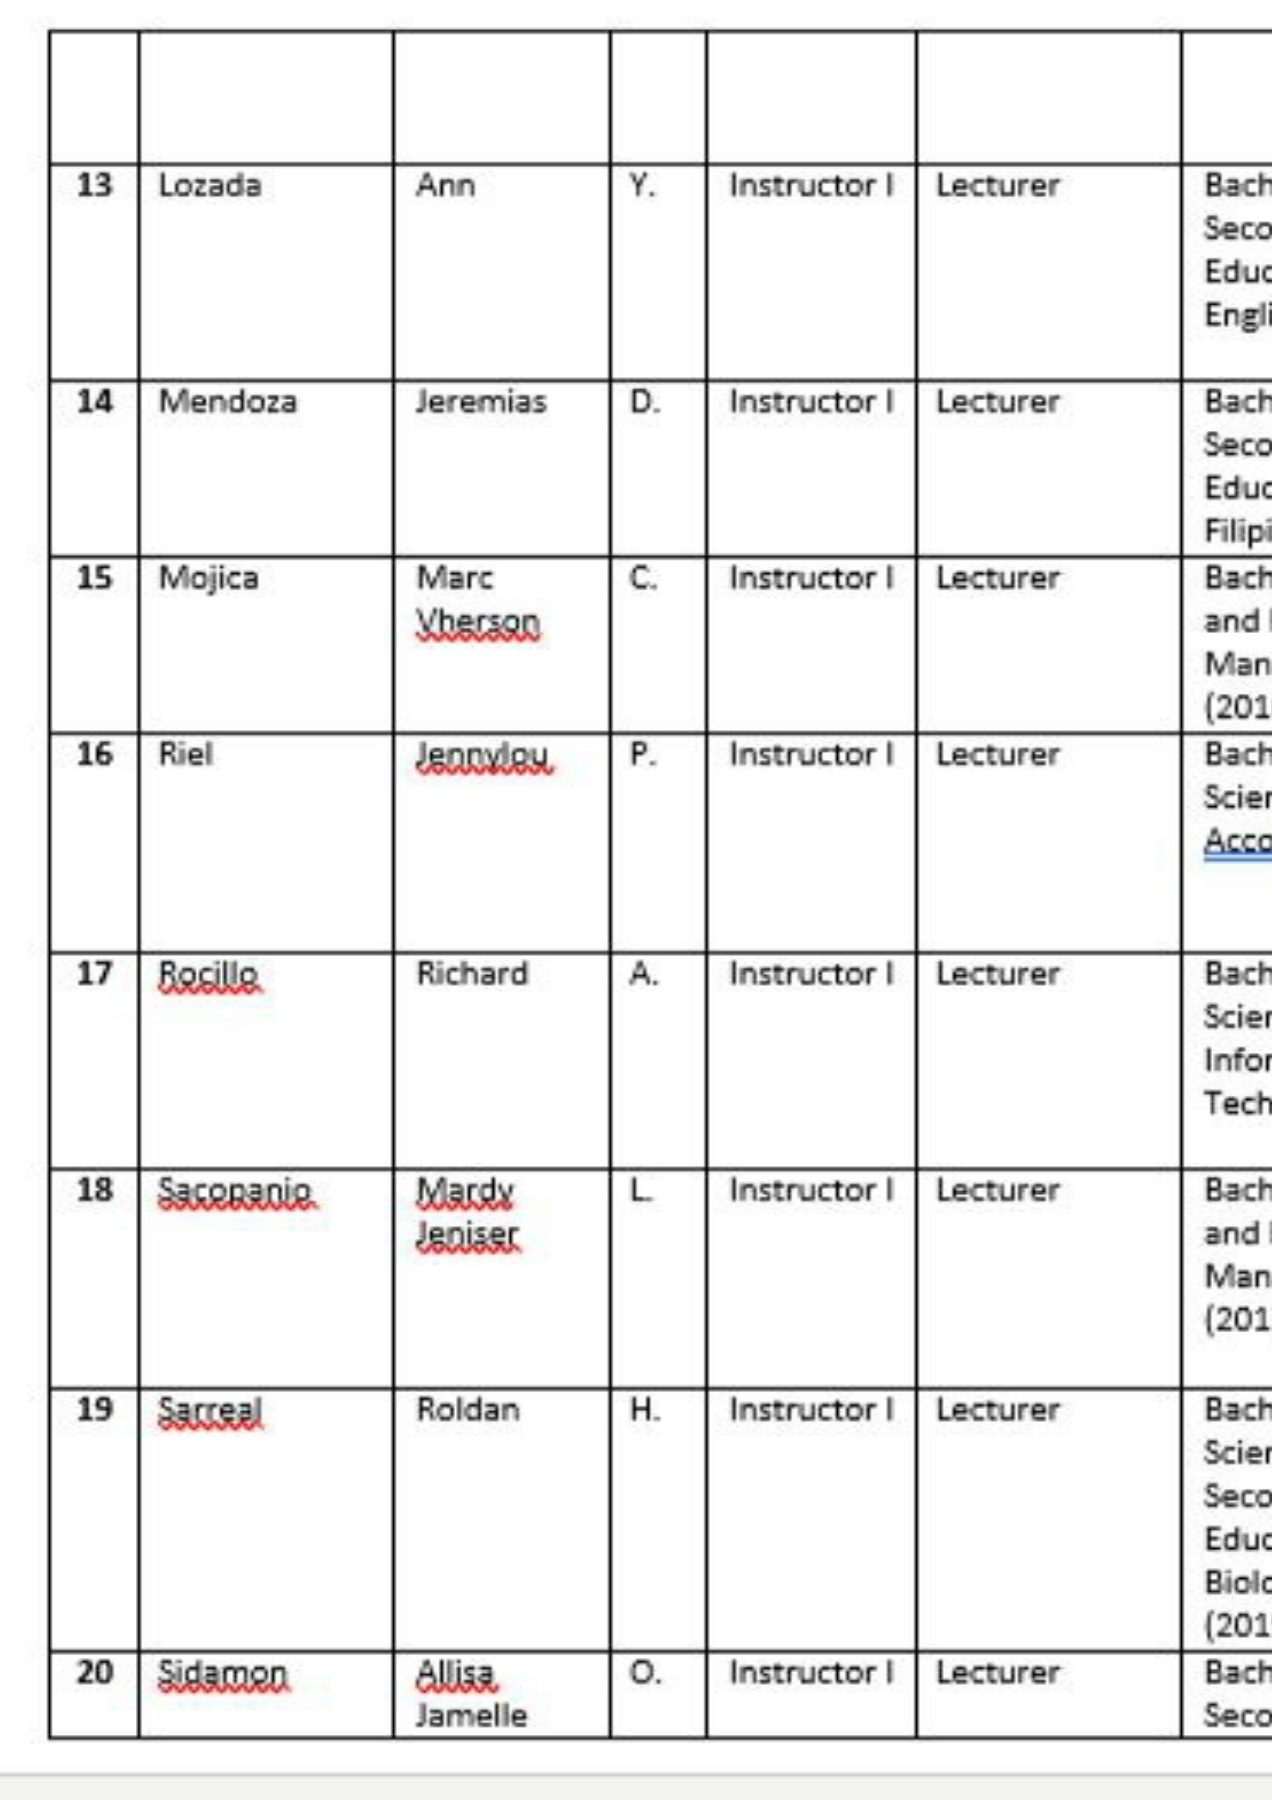 13 Lozada Ann Y. Instructor I Lecturer Bach
Seco
Educ
Engli
14 Mendoza Jeremias D. Instructor I Lecturer Bach
Seco
Educ
Filipi
15 Mojica Marc C. Instructor I Lecturer Bach
Vherson and
Man
(201
16 Riel Jennylou P. Instructor I Lecturer Bach
Scien
Acco
17 Rocillo Richard A. Instructor I Lecturer Bach
Scien
Infor
Tech
18 Sacopanio Mardy L. Instructor I Lecturer Bach
Jeniser and
Man
(201
19 Sarreal Roldan H. Instructor I Lecturer Bach
Scien
Seco
Educ
Biolo
(201
20 Sidamon Allisa O. Instructor I Lecturer Bach
Jamelle Seco